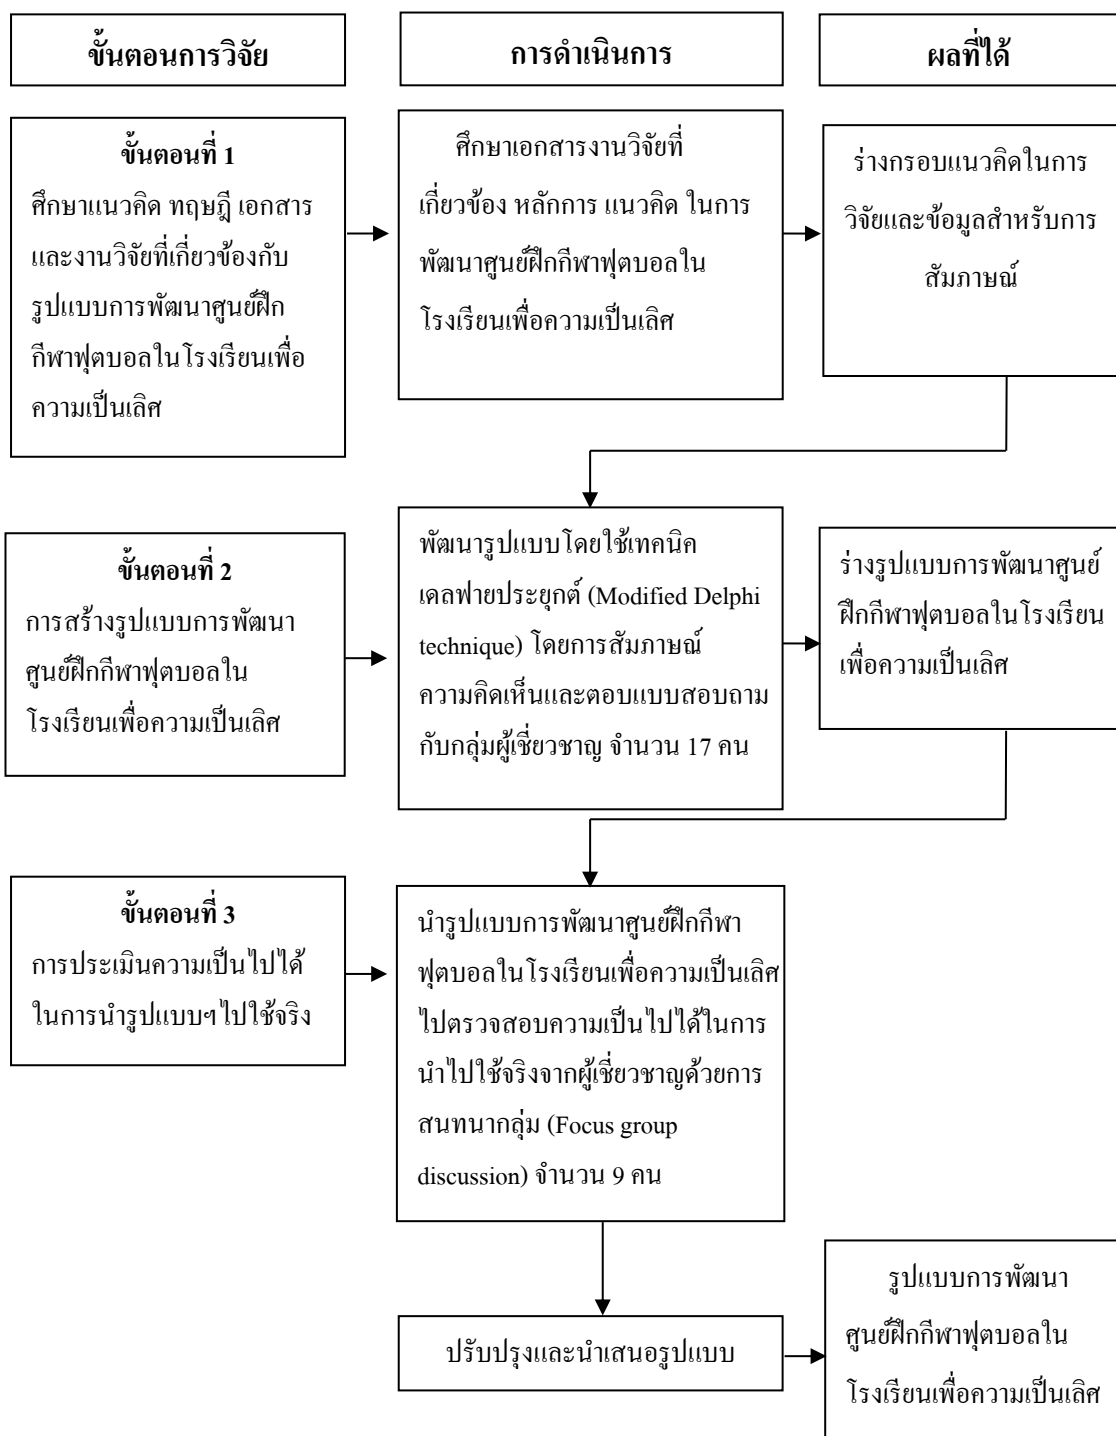 ขั้นตอนการวิจัย
การดำเนินการ
ผลที่ได้
ขั้นตอนที่ 1
ศึกษาแนวคิด ทฤษฎี เอกสาร
และงานวิจัยที่เกี่ยวข้องกับ
รูปแบบการพัฒนาศูนย์ฝึก
กีฬาฟุตบอลในโรงเรียนเพื่อ
ความเป็นเลิศ
ศึกษาเอกสารงานวิจัยที่
เกี่ยวข้อง หลักการ แนวคิด ในการ
พัฒนาศูนย์ฝึกกีฬาฟุตบอลใน
โรงเรียนเพื่อความเป็นเลิศ
ร่างกรอบแนวคิดในการ
วิจัยและข้อมูลสำหรับการ
สัมภาษณ์
ขั้นตอนที่ 2
การสร้างรูปแบบการพัฒนา
ศูนย์ฝึกกีฬาฟุตบอลใน
โรงเรียนเพื่อความเป็นเลิศ
พัฒนารูปแบบโดยใช้เทคนิค
เดลฟายประยุกต์ (Modified Delphi
technique) โดยการสัมภาษณ์
ความคิดเห็นและตอบแบบสอบถาม
กับกลุ่มผู้เชี่ยวชาญ จำนวน 17 คน
ร่างรูปแบบการพัฒนาศูนย์
ฝึกกีฬาฟุตบอลในโรงเรียน
เพื่อความเป็นเลิศ
ขั้นตอนที่ 3
การประเมินความเป็นไปได้
ในการนำรูปแบบฯไปใช้จริง
นำรูปแบบการพัฒนาศูนย์ฝึกกีฬา
ฟุตบอลในโรงเรียนเพื่อความเป็นเลิศ
ไปตรวจสอบความเป็นไปได้ในการ
นำไปใช้จริงจากผู้เชี่ยวชาญด้วยการ
สนทนากลุ่ม (Focus group
discussion) จำนวน 9 คน
ปรับปรุงและนำเสนอรูปแบบ
รูปแบบการพัฒนา
ศูนย์ฝึกกีฬาฟุตบอลใน
โรงเรียนเพื่อความเป็นเลิศ